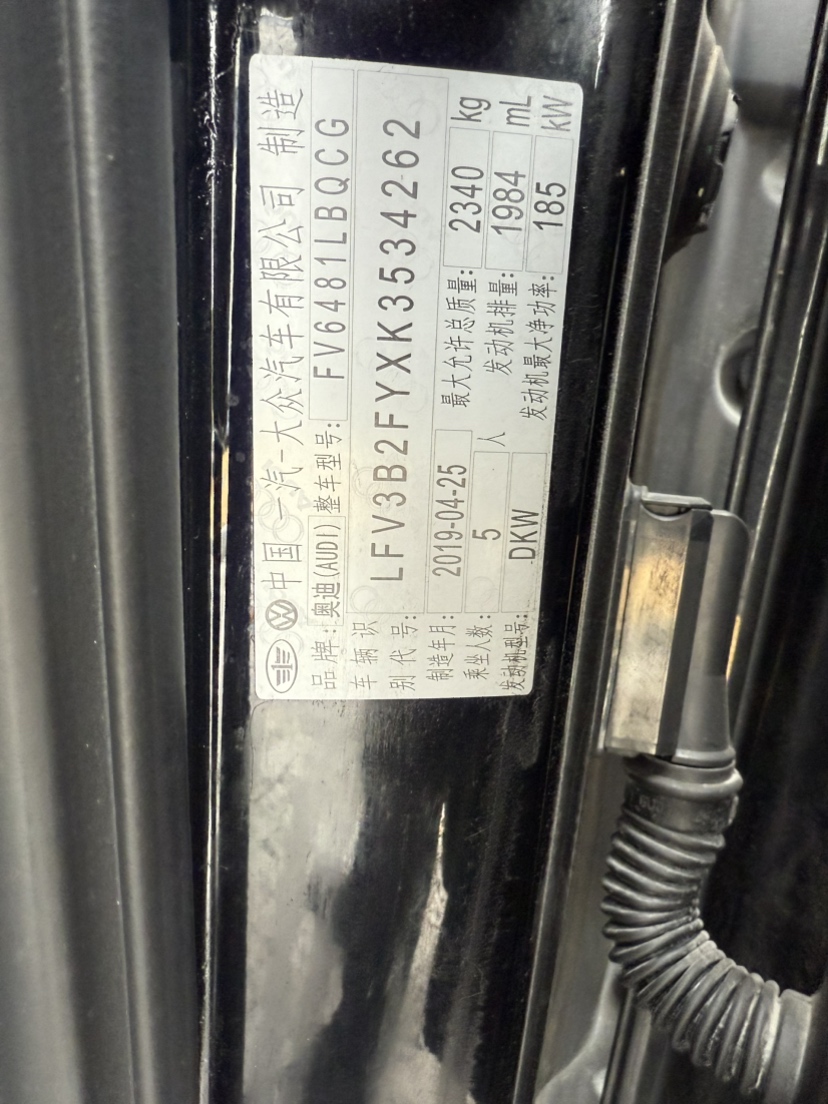 中国一汽-大众汽车有限公司 制造
品牌: 奥迪(AUDI) 整车型号: FV6481LBQCG
车辆识
别代号: LFV3B2FYXK3534262
制造年月: 2019-04-25 最大允许总质量: 2340 kg
乘坐人数: 5 人 发动机排量: 1984 mL
发动机型号: DKW 发动机最大净功率: 185 kW